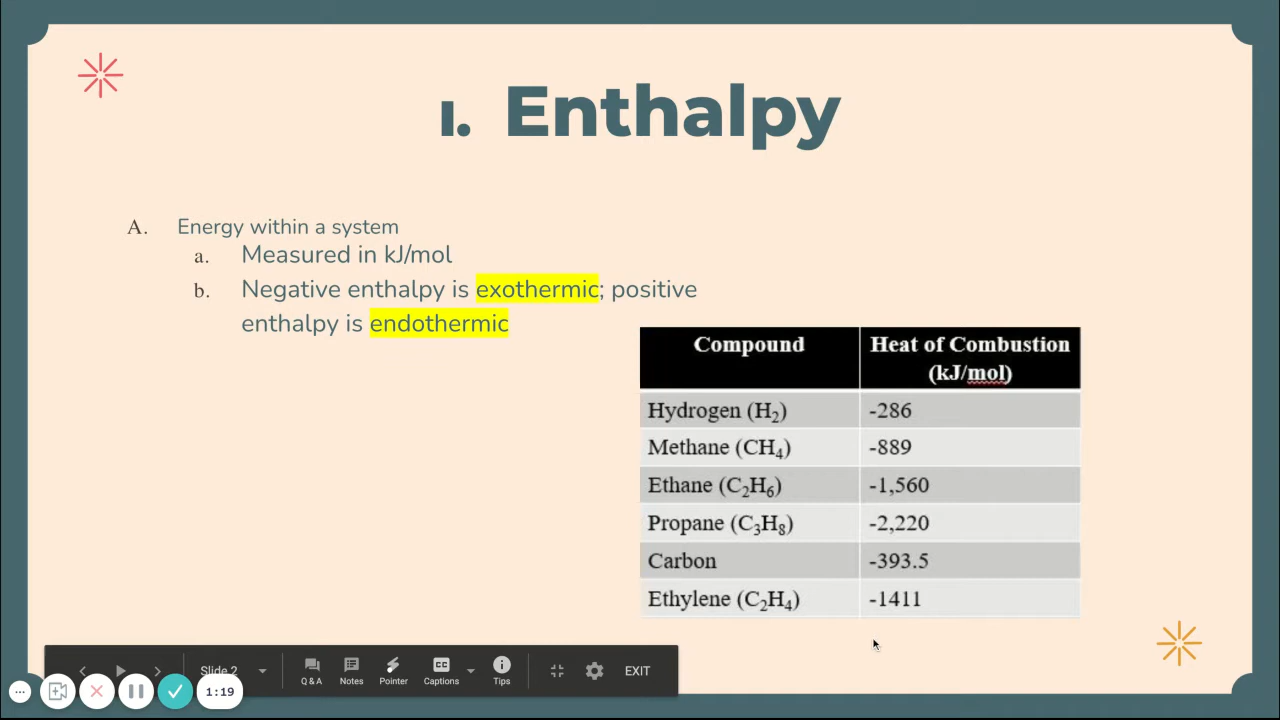 I. Enthalpy
A. Energy within a system
a. Measured in kJ/mol
b. Negative enthalpy is exothermic; positive
enthalpy is endothermic
Compound
Heat of Combustion
(kJ/mol)
Hydrogen (H₂) -286
Methane (CH₄) -889
Ethane (C₂H₆) -1,560
Propane (C₃H₈) -2,220
Carbon -393.5
Ethylene (C₂H₄) -1411
Slide 2
Q & A
Notes
Pointer
CC
Captions
Tips
EXIT
1:19